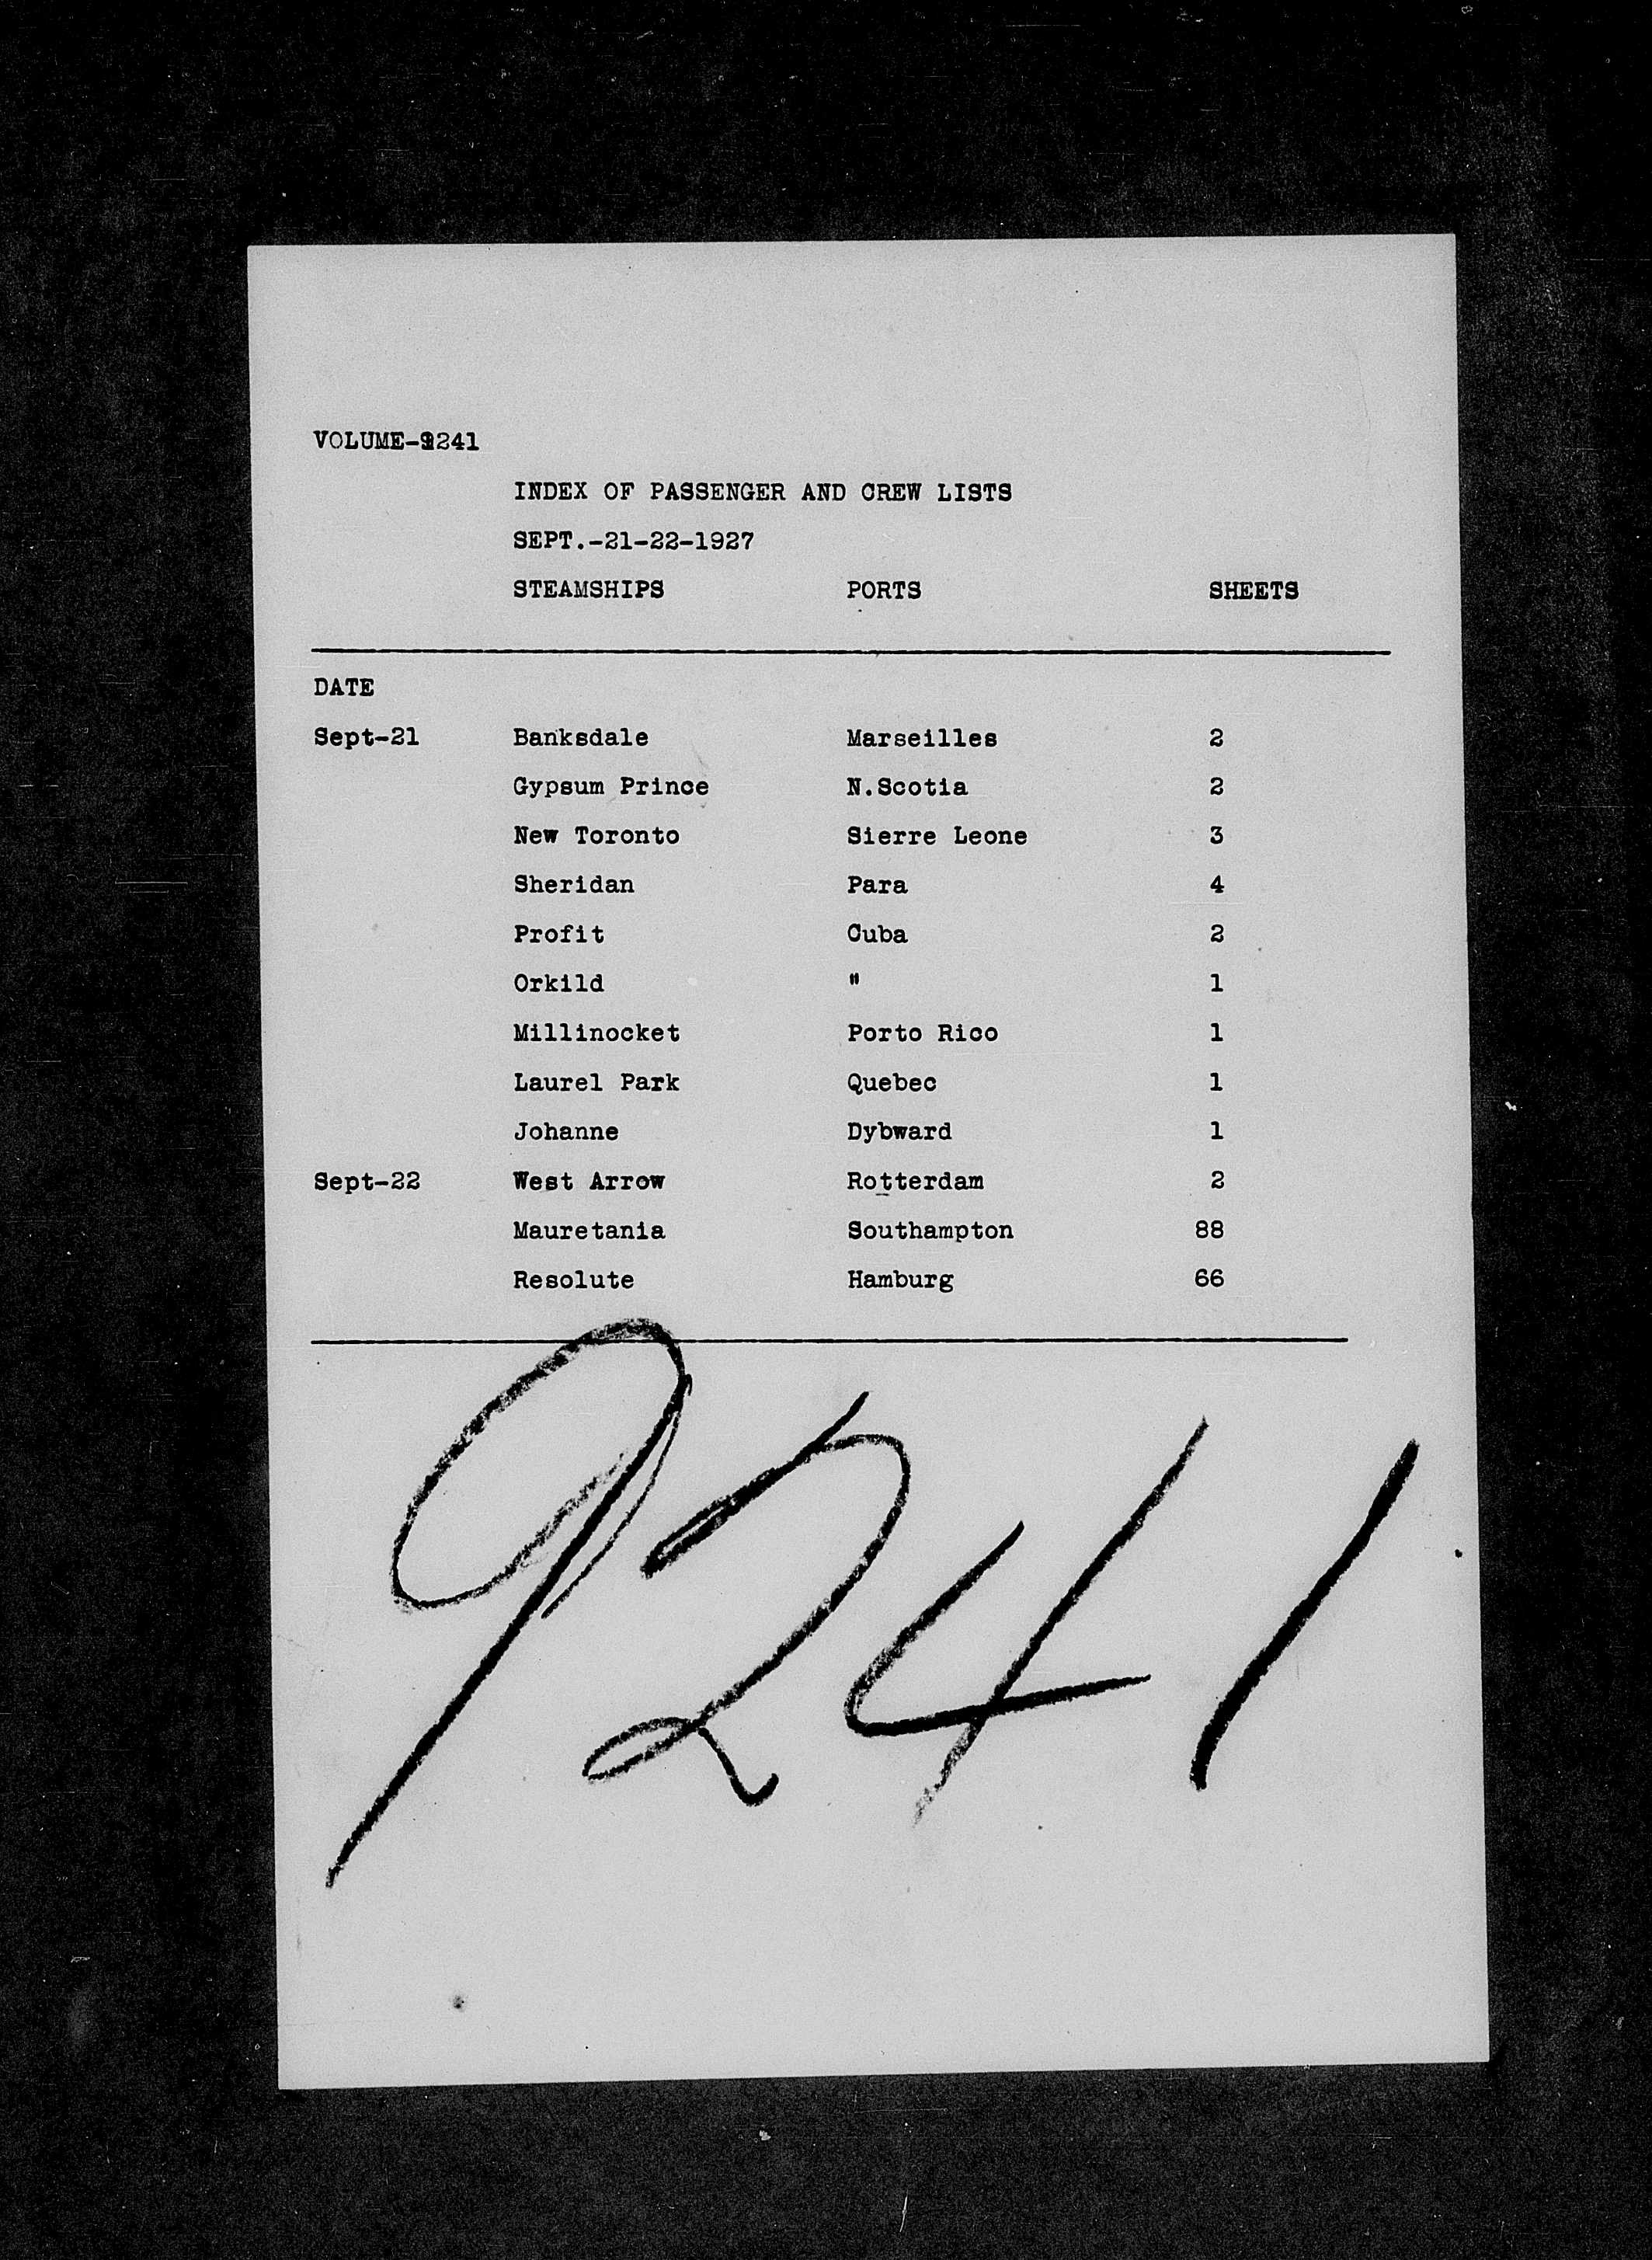 VOLUME-9241
INDEX OF PASSENGER AND CREW LISTS
SEPT.-21-22-1927
STEAMSHIPS PORTS SHEETS
DATE
Sept-21 Banksdale Marseilles 2
Gypsum Prince N.Scotia 2
New Toronto Sierre Leone 3
Sheridan Para 4
Profit Cuba 2
Orkild " 1
Millinocket Porto Rico 1
Laurel Park Quebec 1
Johanne Dybward 1
Sept-22 West Arrow Rotterdam 2
Mauretania Southampton 88
Resolute Hamburg 66
9241